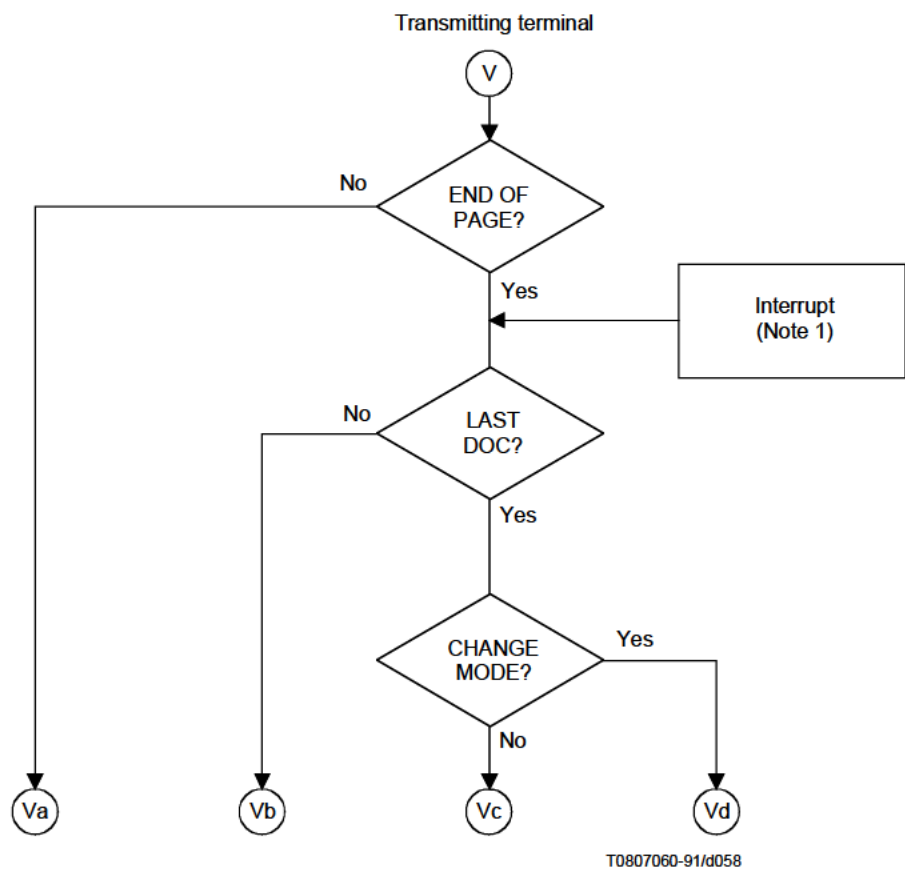 Transmitting terminal
V
No
END OF
PAGE?
Yes
Interrupt
(Note 1)
No
LAST
DOC?
Yes
CHANGE
MODE?
Yes
No
Va
Vb
Vc
Vd
T0807060-91/d058